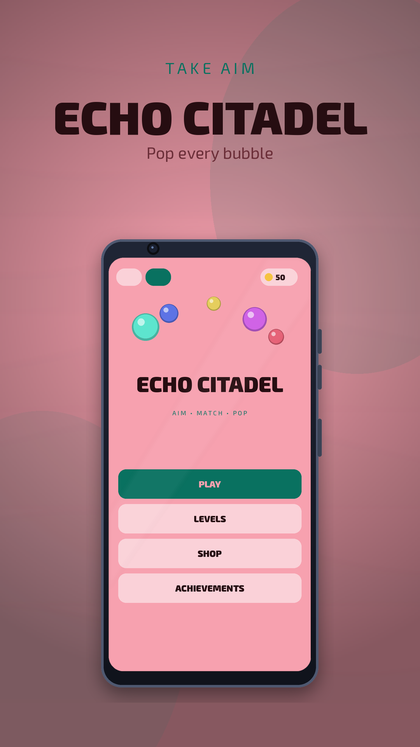 TAKE AIM
ECHO CITADEL
Pop every bubble
50
ECHO CITADEL
AIM • MATCH • POP
PLAY
LEVELS
SHOP
ACHIEVEMENTS